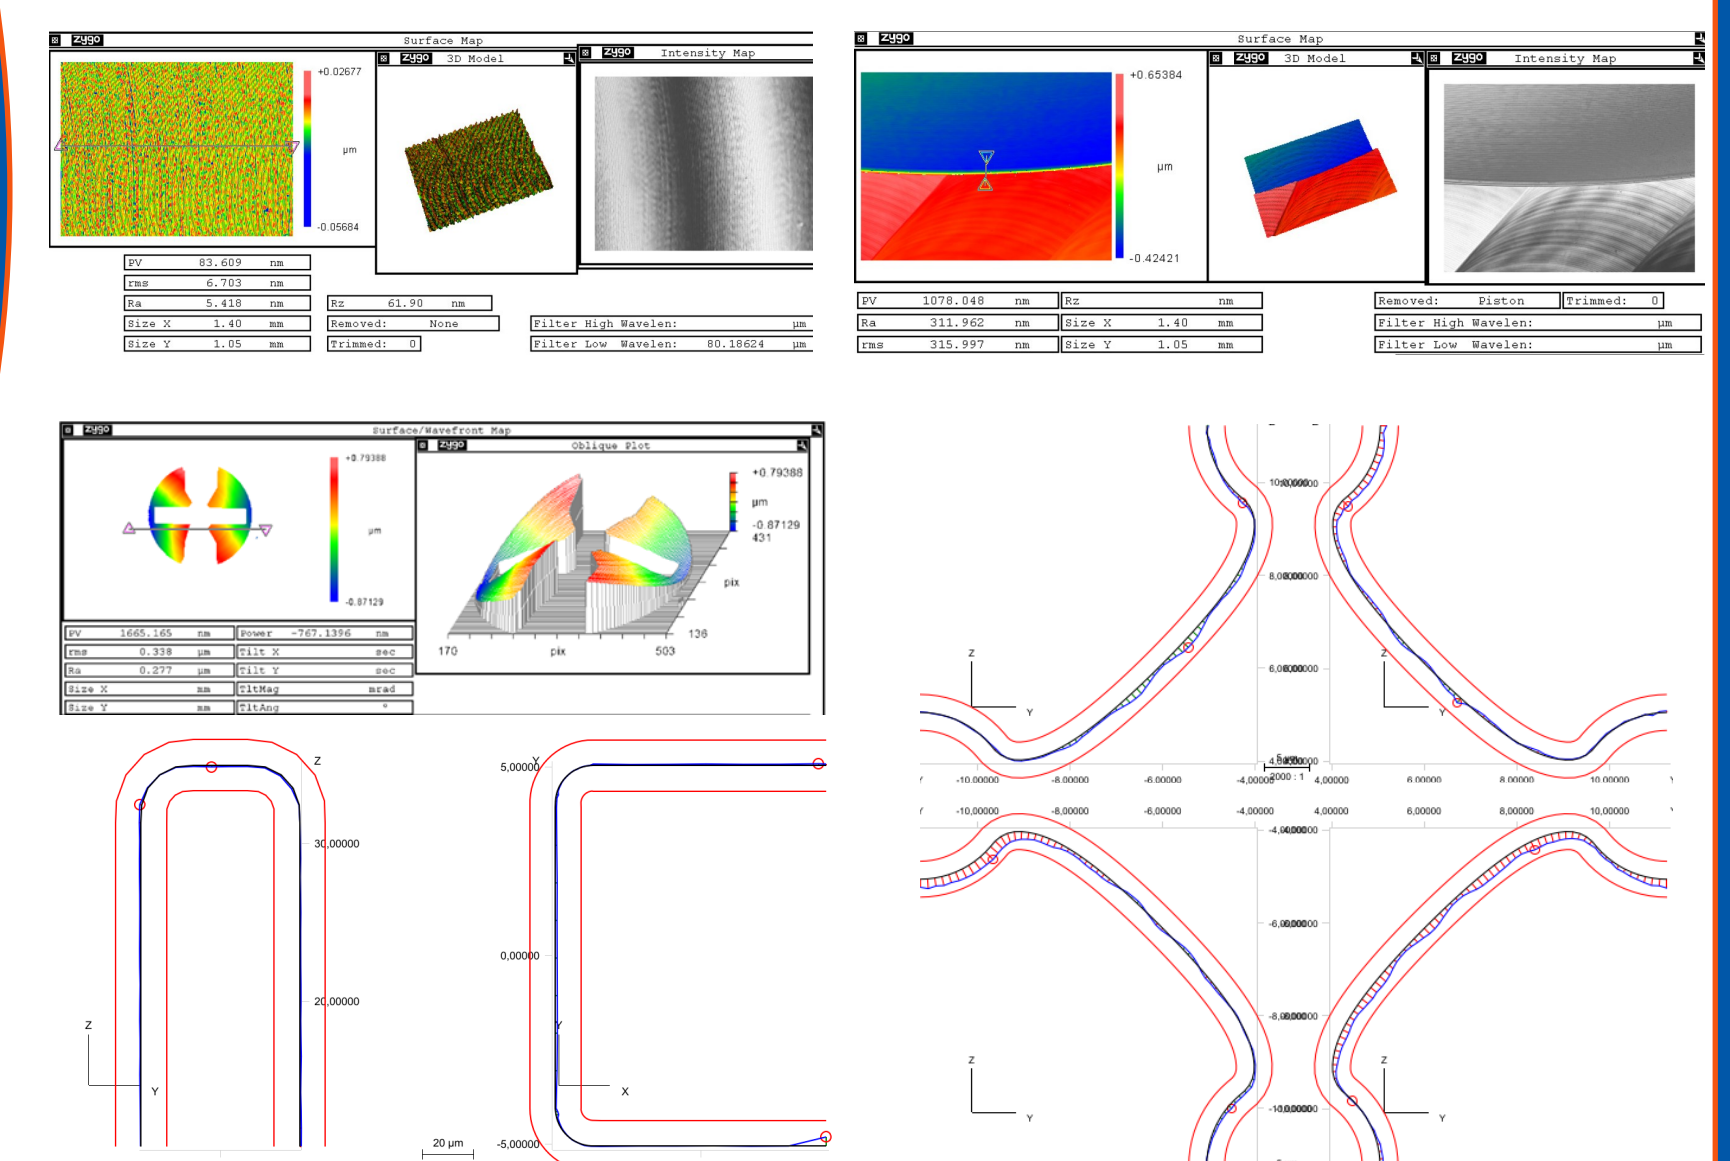 zygo Surface Map
+0.02677
µm
-0.05684
zygo 3D Model
zygo Intensity Map
PV 83.609 nm
rms 6.703 nm
Ra 5.418 nm
Size X 1.40 mm
Size Y 1.05 mm
Rz 61.90 nm
Removed: None
Trimmed: 0
Filter High Wavelen: µm
Filter Low Wavelen: 80.18624 µm
zygo Surface Map
+0.65384
µm
-0.42421
zygo 3D Model
zygo Intensity Map
PV 1078.048 nm
Ra 311.962 nm
rms 315.997 nm
Rz nm
Size X 1.40 mm
Size Y 1.05 mm
Removed: Piston
Trimmed: 0
Filter High Wavelen: µm
Filter Low Wavelen: µm
zygo Surface/Wavefront Map
+0.79388
µm
-0.87129
zygo Oblique Plot
+0.79388
µm
-0.87129
431
pix
136
170 pix 503
PV 1665.165 nm
rms 0.338 µm
Ra 0.277 µm
Size X mm
Size Y mm
Power -767.1396 nm
Tilt X sec
Tilt Y sec
TltMag mrad
TltAng °
Z
30,00000
20,00000
Z
Y
Y
5,00000
0,00000
Y
X
-5,00000
20 µm
Z
Y
Z
Y
-10,00000 -8,00000 -6,00000 -4,00000
2000 : 1
4,00000 8,00000 10,00000
Y
-10,00000 -8,00000 -6,00000 -4,00000
4,00000 6,00000 8,00000 10,00000
Z
Y
Z
Y